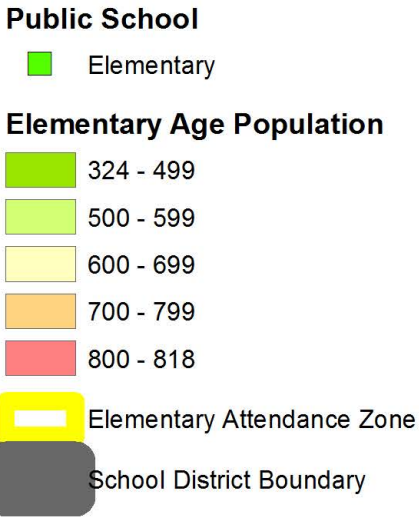 Public School
Elementary
Elementary Age Population
324 - 499
500 - 599
600 - 699
700 - 799
800 - 818
Elementary Attendance Zone
School District Boundary